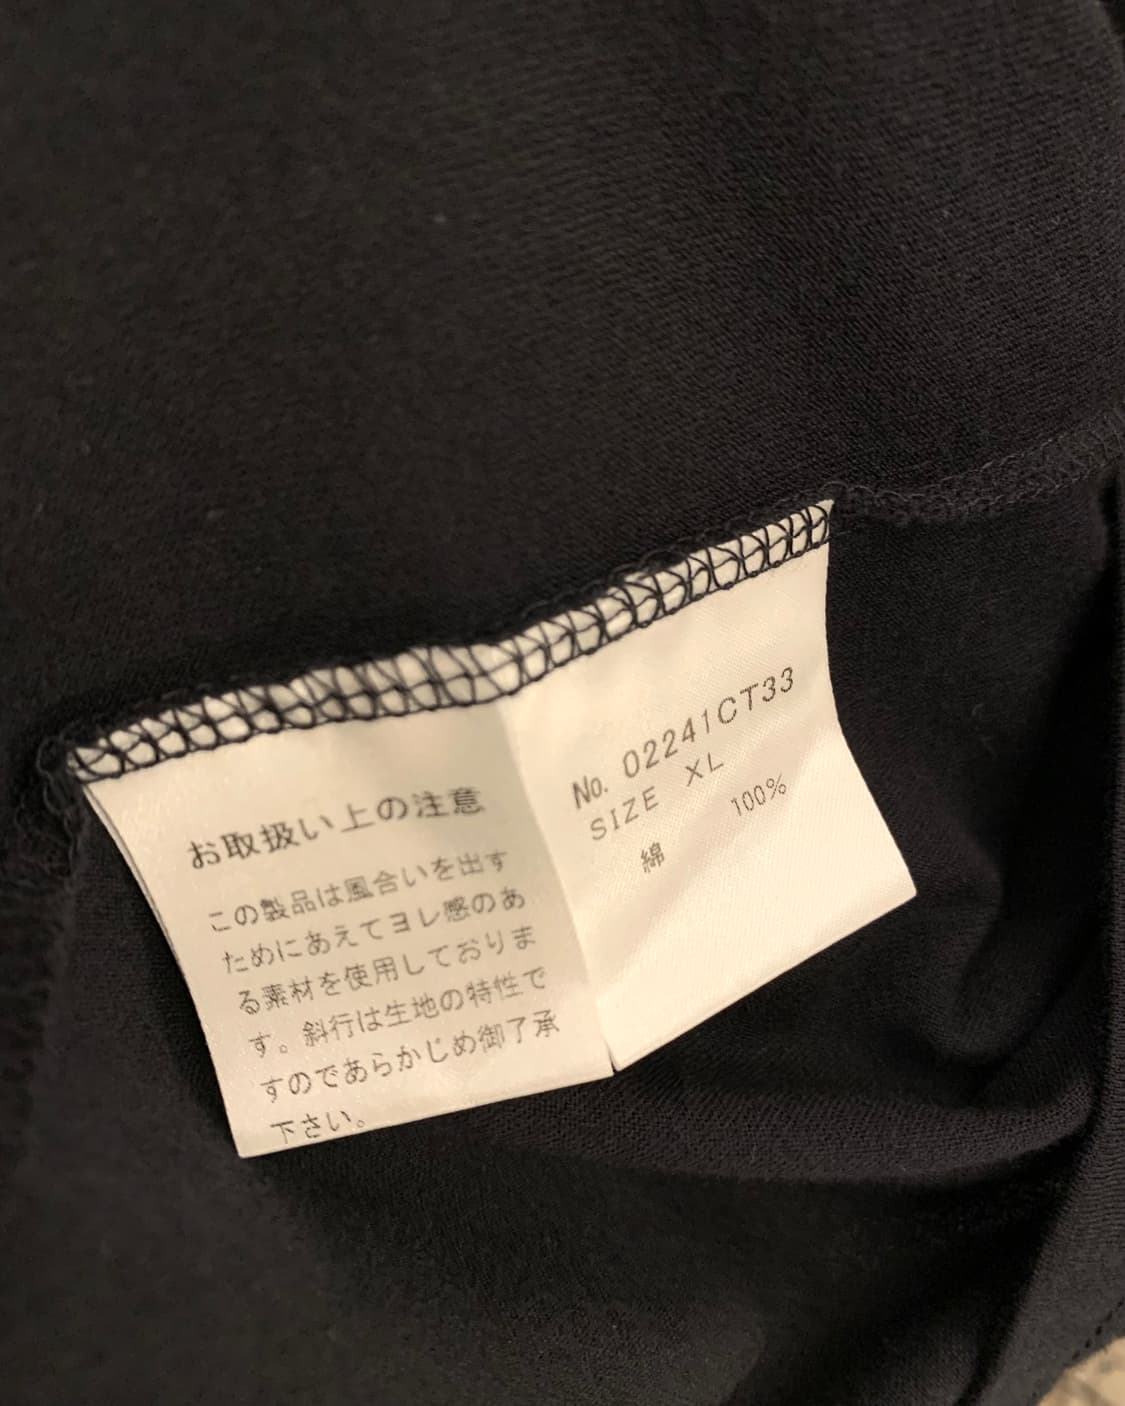 お取扱い上の注意
この製品は風合いを出す
ためにあえてヨレ感のあ
る素材を使用しておりま
す。斜行は生地の特性で
すのであらかじめ御了承
下さい。
No. 02241CT33
SIZE XL
綿 100%